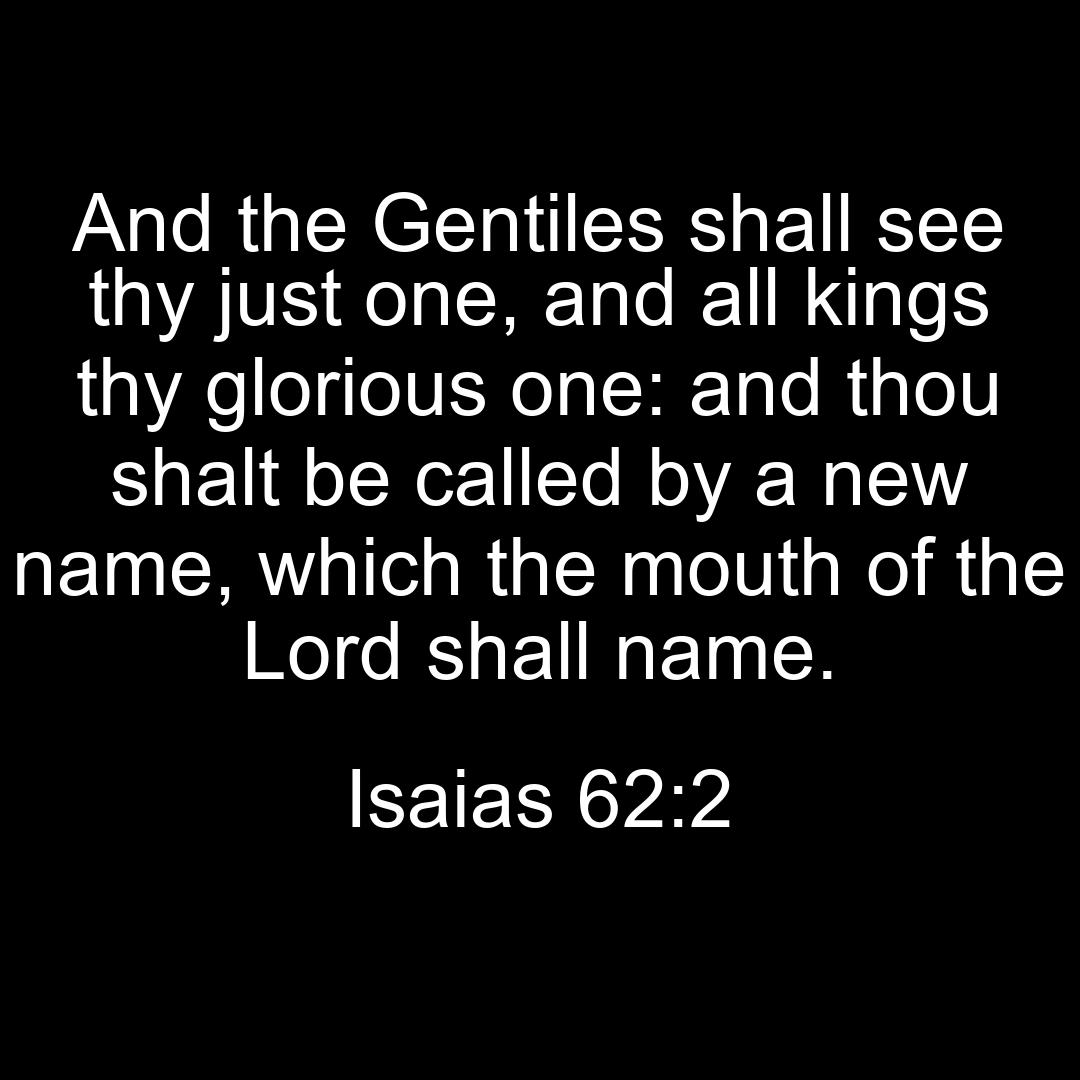 And the Gentiles shall see
thy just one, and all kings
thy glorious one: and thou
shalt be called by a new
name, which the mouth of the
Lord shall name.
Isaias 62:2